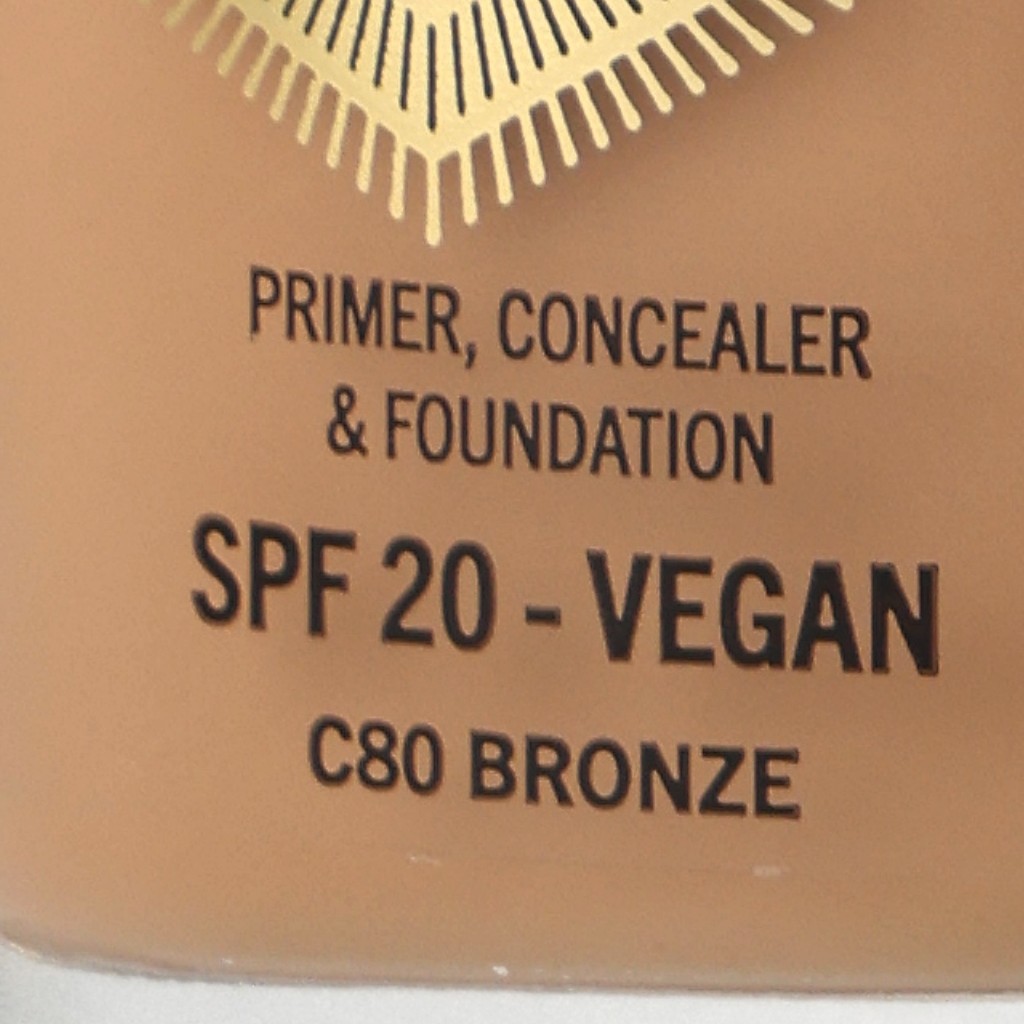 PRIMER, CONCEALER
& FOUNDATION
SPF 20 - VEGAN
C80 BRONZE